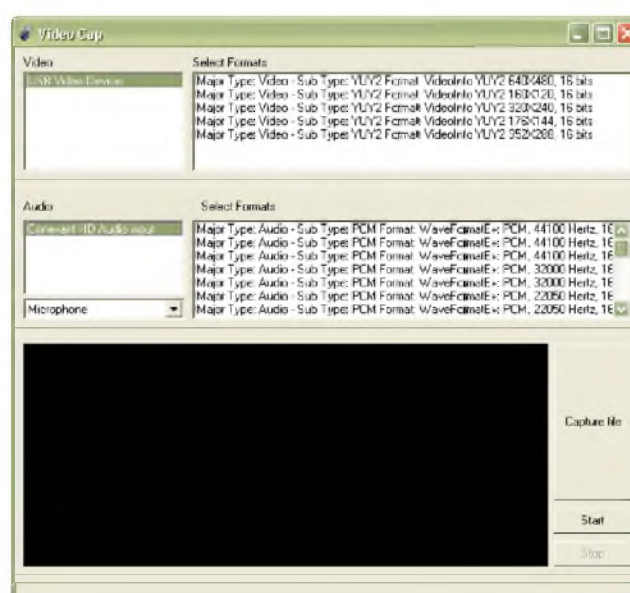 Video Cap
Video
Select Formats
USB Video Device
Major Type: Video - Sub Type: YUY2 Format: VideoInfo YUY2 640X480, 16 bits
Major Type: Video - Sub Type: YUY2 Format: VideoInfo YUY2 160X120, 16 bits
Major Type: Video - Sub Type: YUY2 Format: VideoInfo YUY2 320X240, 16 bits
Major Type: Video - Sub Type: YUY2 Format: VideoInfo YUY2 176X144, 16 bits
Major Type: Video - Sub Type: YUY2 Format: VideoInfo YUY2 352X288, 16 bits
Audio
Select Formats
Conexant HD Audio input
Major Type: Audio - Sub Type: PCM Format: WaveFormatEx: PCM, 44100 Hertz, 16
Major Type: Audio - Sub Type: PCM Format: WaveFormatEx: PCM, 44100 Hertz, 16
Major Type: Audio - Sub Type: PCM Format: WaveFormatEx: PCM, 44100 Hertz, 16
Major Type: Audio - Sub Type: PCM Format: WaveFormatEx: PCM, 32000 Hertz, 16
Major Type: Audio - Sub Type: PCM Format: WaveFormatEx: PCM, 32000 Hertz, 16
Major Type: Audio - Sub Type: PCM Format: WaveFormatEx: PCM, 22050 Hertz, 16
Major Type: Audio - Sub Type: PCM Format: WaveFormatEx: PCM, 22050 Hertz, 16
Microphone
Capture file
Start
Stop